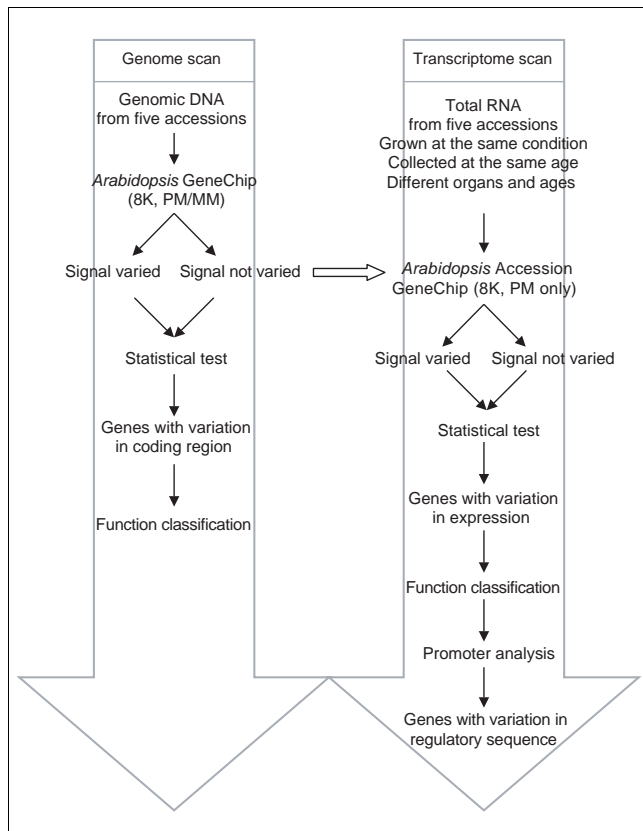 Genome scan
Genomic DNA
from five accessions
Arabidopsis GeneChip
(8K, PM/MM)
Signal varied
Signal not varied
Statistical test
Genes with variation
in coding region
Function classification
Transcriptome scan
Total RNA
from five accessions
Grown at the same condition
Collected at the same age
Different organs and ages
Arabidopsis Accession
GeneChip (8K, PM only)
Signal varied
Signal not varied
Statistical test
Genes with variation
in expression
Function classification
Promoter analysis
Genes with variation in
regulatory sequence